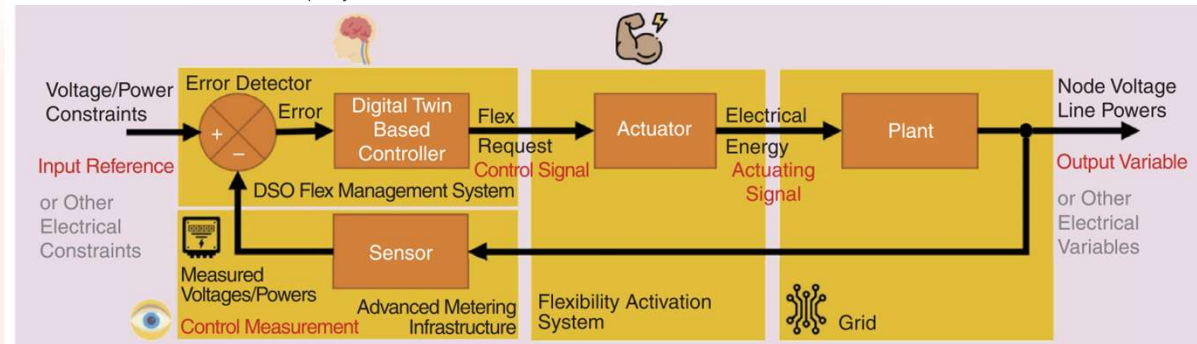 Voltage/Power
Constraints
Input Reference
or Other
Electrical
Constraints
Error Detector
+
−
Error
Digital Twin
Based
Controller
Flex
Request
Control Signal
DSO Flex Management System
Actuator
Electrical
Energy
Actuating
Signal
Plant
Node Voltage
Line Powers
Output Variable
or Other
Electrical
Variables
Sensor
Measured
Voltages/Powers
Control Measurement
Advanced Metering
Infrastructure
Flexibility Activation
System
Grid